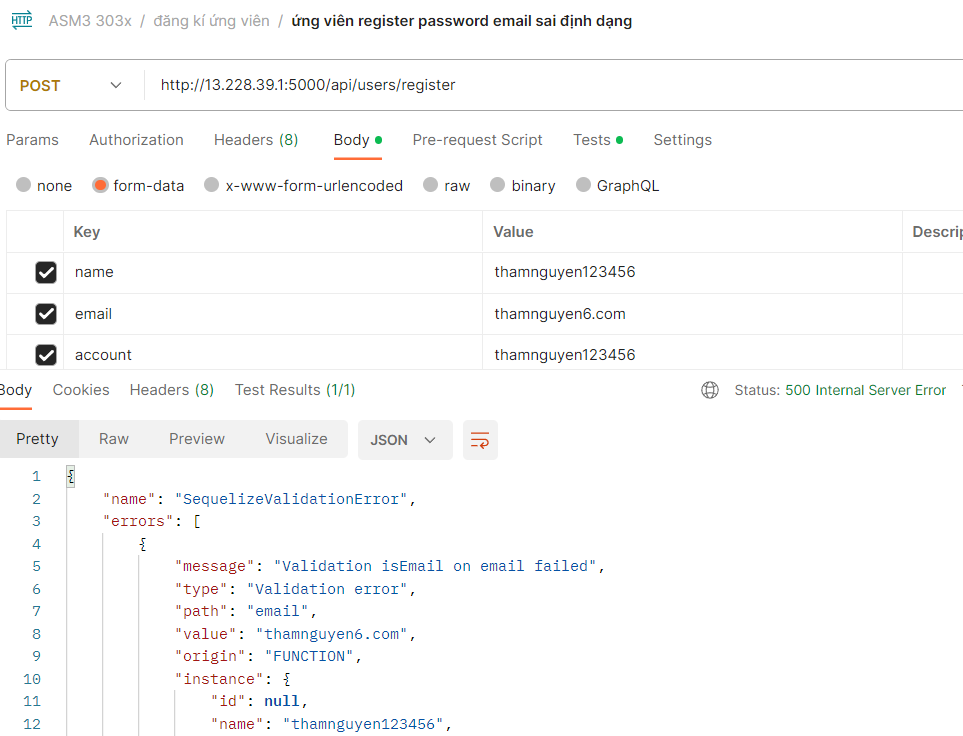 HTTP ASM3 303x / đăng kí ứng viên / ứng viên register password email sai định dạng
POST http://13.228.39.1:5000/api/users/register
Params Authorization Headers (8) Body Pre-request Script Tests Settings
none form-data x-www-form-urlencoded raw binary GraphQL
Key Value Descrip
name thamnguyen123456
email thamnguyen6.com
account thamnguyen123456
Body Cookies Headers (8) Test Results (1/1) Status: 500 Internal Server Error
Pretty Raw Preview Visualize JSON
1 {
2 "name": "SequelizeValidationError",
3 "errors": [
4 {
5 "message": "Validation isEmail on email failed",
6 "type": "Validation error",
7 "path": "email",
8 "value": "thamnguyen6.com",
9 "origin": "FUNCTION",
10 "instance": {
11 "id": null,
12 "name": "thamnguyen123456",